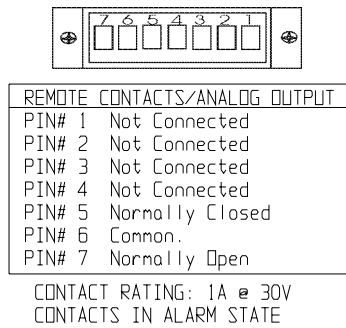 7 6 5 4 3 2 1
REMOTE CONTACTS/ANALOG OUTPUT
PIN# 1 Not Connected
PIN# 2 Not Connected
PIN# 3 Not Connected
PIN# 4 Not Connected
PIN# 5 Normally Closed
PIN# 6 Common.
PIN# 7 Normally Open
CONTACT RATING: 1A @ 30V
CONTACTS IN ALARM STATE